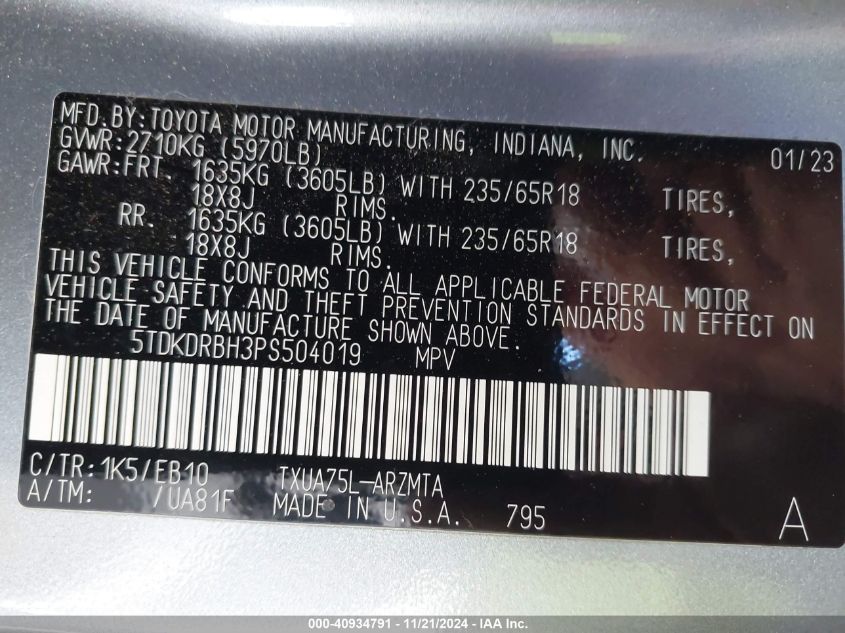 MFD.BY:TOYOTA MOTOR MANUFACTURING, INDIANA, INC. 01/23
GVWR:2710KG (5970LB)
GAWR:FRT. 1635KG (3605LB) WITH 235/65R18 TIRES,
18X8J RIMS.
RR. 1635KG (3605LB) WITH 235/65R18 TIRES,
18X8J RIMS.
THIS VEHICLE CONFORMS TO ALL APPLICABLE FEDERAL MOTOR
VEHICLE SAFETY AND THEFT PREVENTION STANDARDS IN EFFECT ON
THE DATE OF MANUFACTURE SHOWN ABOVE.
5TDKDRBH3PS504019 MPV
C/TR:1K5/EB10 TXUA75L-ARZMTA
A/TM: /UA81F MADE IN U.S.A. 795 A
000-40934791 - 11/21/2024 - IAA Inc.